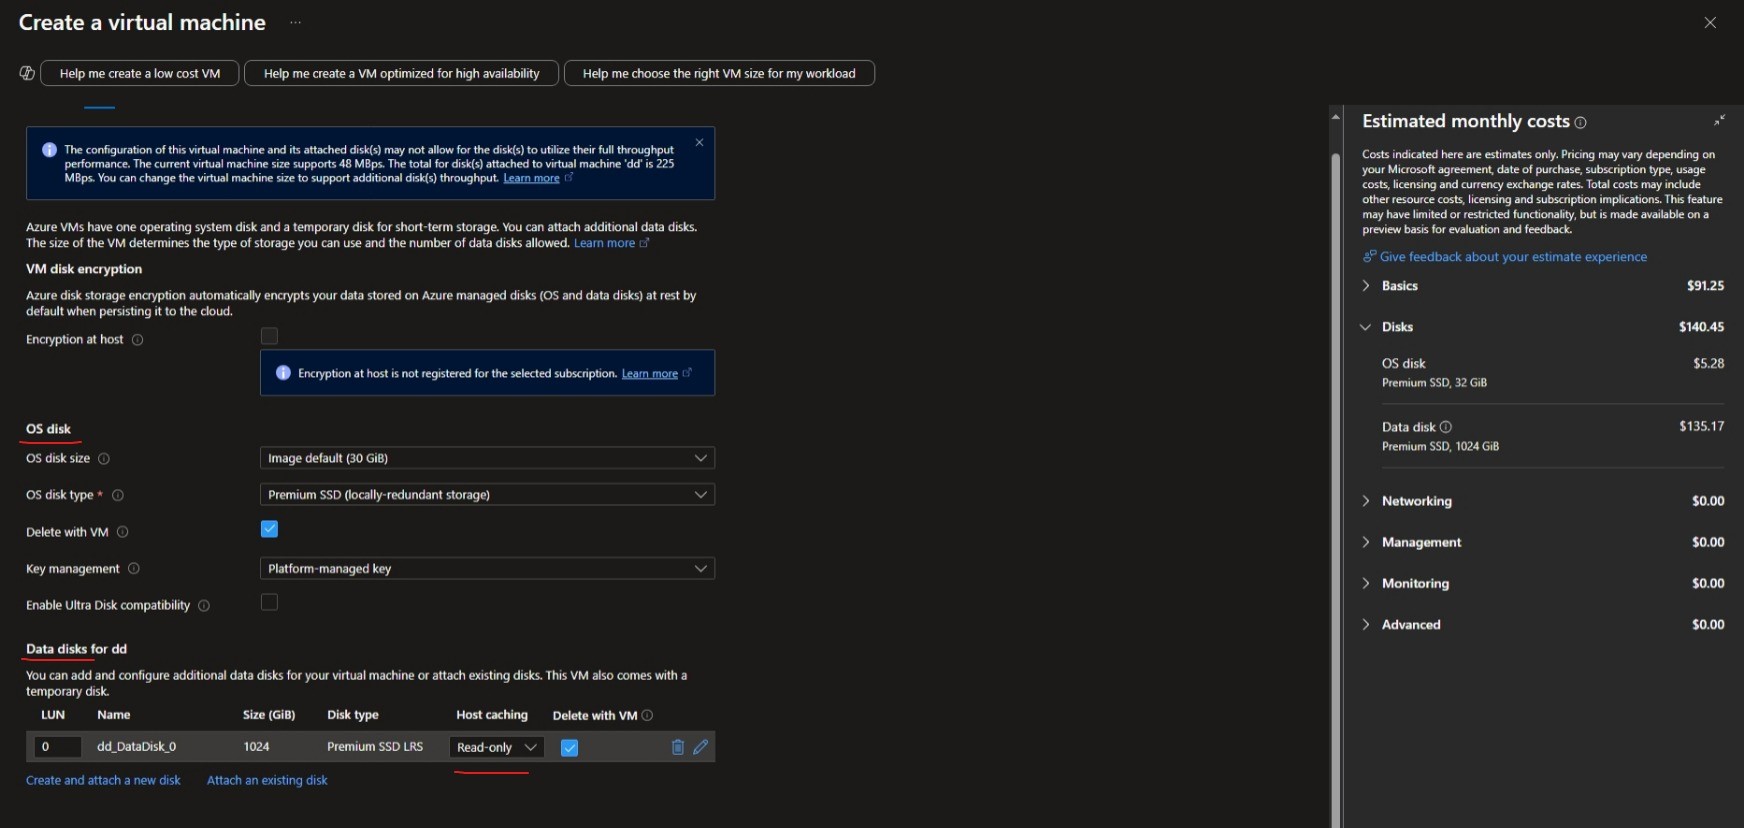 Create a virtual machine ...
Help me create a low cost VM
Help me create a VM optimized for high availability
Help me choose the right VM size for my workload
The configuration of this virtual machine and its attached disk(s) may not allow for the disk(s) to utilize their full throughput
performance. The current virtual machine size supports 48 MBps. The total for disk(s) attached to virtual machine 'dd' is 225
MBps. You can change the virtual machine size to support additional disk(s) throughput. Learn more
Azure VMs have one operating system disk and a temporary disk for short-term storage. You can attach additional data disks.
The size of the VM determines the type of storage you can use and the number of data disks allowed. Learn more
VM disk encryption
Azure disk storage encryption automatically encrypts your data stored on Azure managed disks (OS and data disks) at rest by
default when persisting it to the cloud.
Encryption at host
Encryption at host is not registered for the selected subscription. Learn more
OS disk
OS disk size
Image default (30 GiB)
OS disk type *
Premium SSD (locally-redundant storage)
Delete with VM
Key management
Platform-managed key
Enable Ultra Disk compatibility
Data disks for dd
You can add and configure additional data disks for your virtual machine or attach existing disks. This VM also comes with a
temporary disk.
LUN Name Size (GiB) Disk type Host caching Delete with VM
0 dd_DataDisk_0 1024 Premium SSD LRS Read-only
Create and attach a new disk Attach an existing disk
Estimated monthly costs
Costs indicated here are estimates only. Pricing may vary depending on
your Microsoft agreement, date of purchase, subscription type, usage
costs, licensing and currency exchange rates. Total costs may include
other resource costs, licensing and subscription implications. This feature
may have limited or restricted functionality, but is made available on a
preview basis for evaluation and feedback.
Give feedback about your estimate experience
Basics $91.25
Disks $140.45
OS disk $5.28
Premium SSD, 32 GiB
Data disk $135.17
Premium SSD, 1024 GiB
Networking $0.00
Management $0.00
Monitoring $0.00
Advanced $0.00